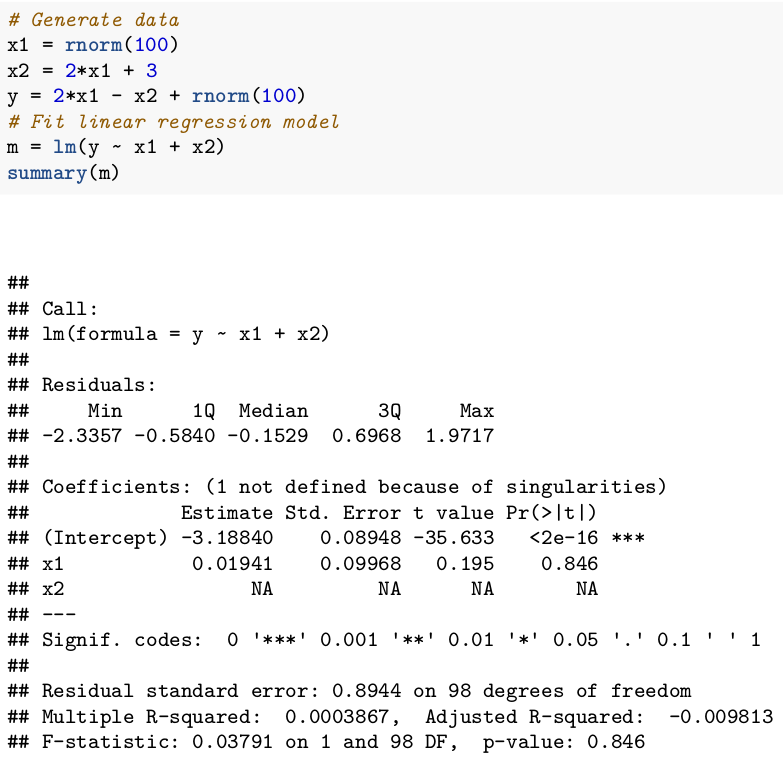 # Generate data
x1 = rnorm(100)
x2 = 2*x1 + 3
y = 2*x1 - x2 + rnorm(100)
# Fit linear regression model
m = lm(y ~ x1 + x2)
summary(m)
##
## Call:
## lm(formula = y ~ x1 + x2)
##
## Residuals:
##     Min      1Q  Median      3Q     Max
## -2.3357 -0.5840 -0.1529  0.6968  1.9717
##
## Coefficients: (1 not defined because of singularities)
##             Estimate Std. Error t value Pr(>|t|)
## (Intercept) -3.18840    0.08948 -35.633   <2e-16 ***
## x1           0.01941    0.09968   0.195    0.846
## x2                NA         NA      NA       NA
## ---
## Signif. codes:  0 '***' 0.001 '**' 0.01 '*' 0.05 '.' 0.1 ' ' 1
##
## Residual standard error: 0.8944 on 98 degrees of freedom
## Multiple R-squared:  0.0003867,  Adjusted R-squared:  -0.009813
## F-statistic: 0.03791 on 1 and 98 DF,  p-value: 0.846